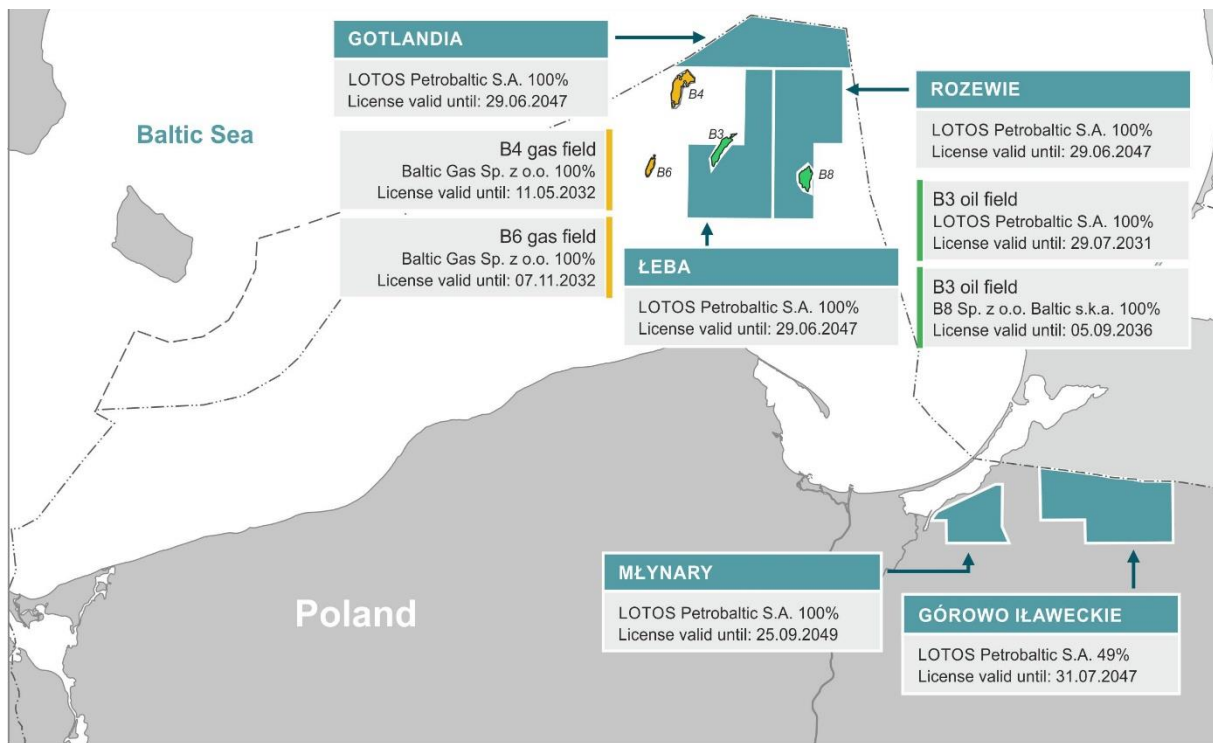 GOTLANDIA
LOTOS Petrobaltic S.A. 100%
License valid until: 29.06.2047
Baltic Sea
B4 gas field
Baltic Gas Sp. z o.o. 100%
License valid until: 11.05.2032
B6 gas field
Baltic Gas Sp. z o.o. 100%
License valid until: 07.11.2032
B4
B3
B6
B8
ROZEWIE
LOTOS Petrobaltic S.A. 100%
License valid until: 29.06.2047
B3 oil field
LOTOS Petrobaltic S.A. 100%
License valid until: 29.07.2031
B3 oil field
B8 Sp. z o.o. Baltic s.k.a. 100%
License valid until: 05.09.2036
ŁEBA
LOTOS Petrobaltic S.A. 100%
License valid until: 29.06.2047
Poland
MŁYNARY
LOTOS Petrobaltic S.A. 100%
License valid until: 25.09.2049
GÓROWO IŁAWECKIE
LOTOS Petrobaltic S.A. 49%
License valid until: 31.07.2047